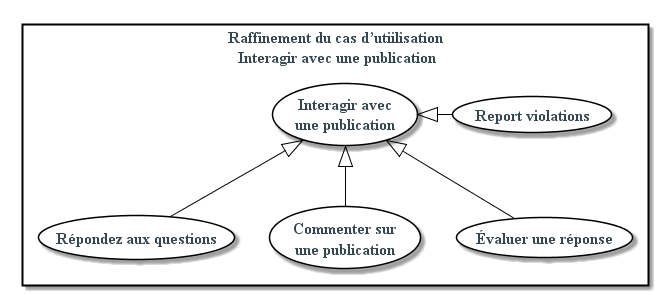 Raffinement du cas d’utiilisation
Interagir avec une publication
Interagir avec
une publication
Report violations
Répondez aux questions
Commenter sur
une publication
Évaluer une réponse